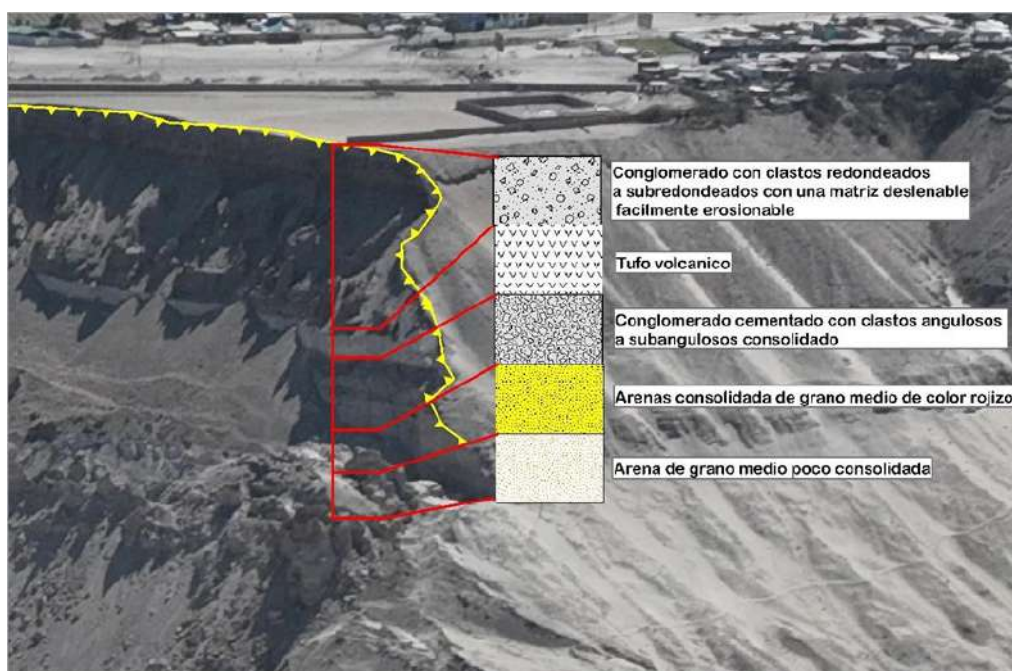 Conglomerado con clastos redondeados
a subredondeados con una matriz deslenable
facilmente erosionable
Tufo volcanico
Conglomerado cementado con clastos angulosos
a subangulosos consolidado
Arenas consolidada de grano medio de color rojizo
Arena de grano medio poco consolidada